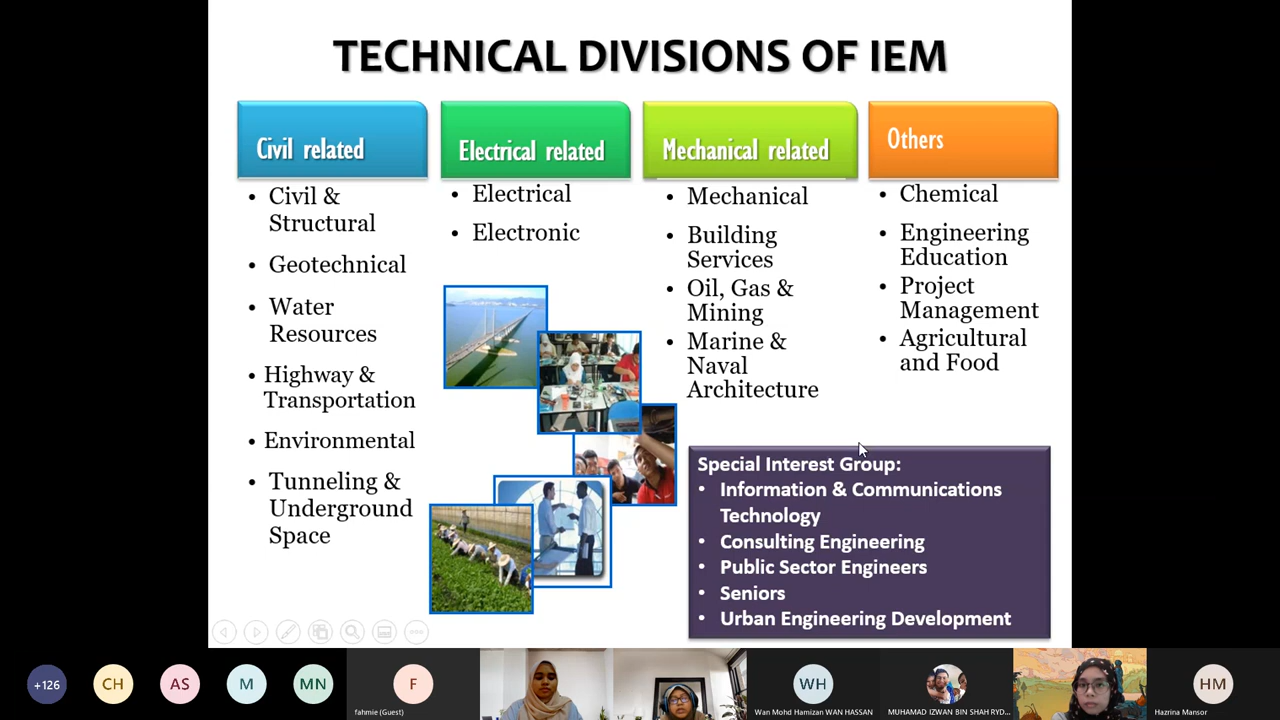 TECHNICAL DIVISIONS OF IEM
Civil related
• Civil &
Structural
• Geotechnical
• Water
Resources
• Highway &
Transportation
• Environmental
• Tunneling &
Underground
Space
Electrical related
• Electrical
• Electronic
Mechanical related
• Mechanical
• Building
Services
• Oil, Gas &
Mining
• Marine &
Naval
Architecture
Others
• Chemical
• Engineering
Education
• Project
Management
• Agricultural
and Food
Special Interest Group:
• Information & Communications
Technology
• Consulting Engineering
• Public Sector Engineers
• Seniors
• Urban Engineering Development
+126
CH
AS
M
MN
F
fahmie (Guest)
WH
Wan Mohd Hamizan WAN HASSAN
MUHAMAD IZWAN BIN SHAH RYD...
HM
Hazrina Mansor